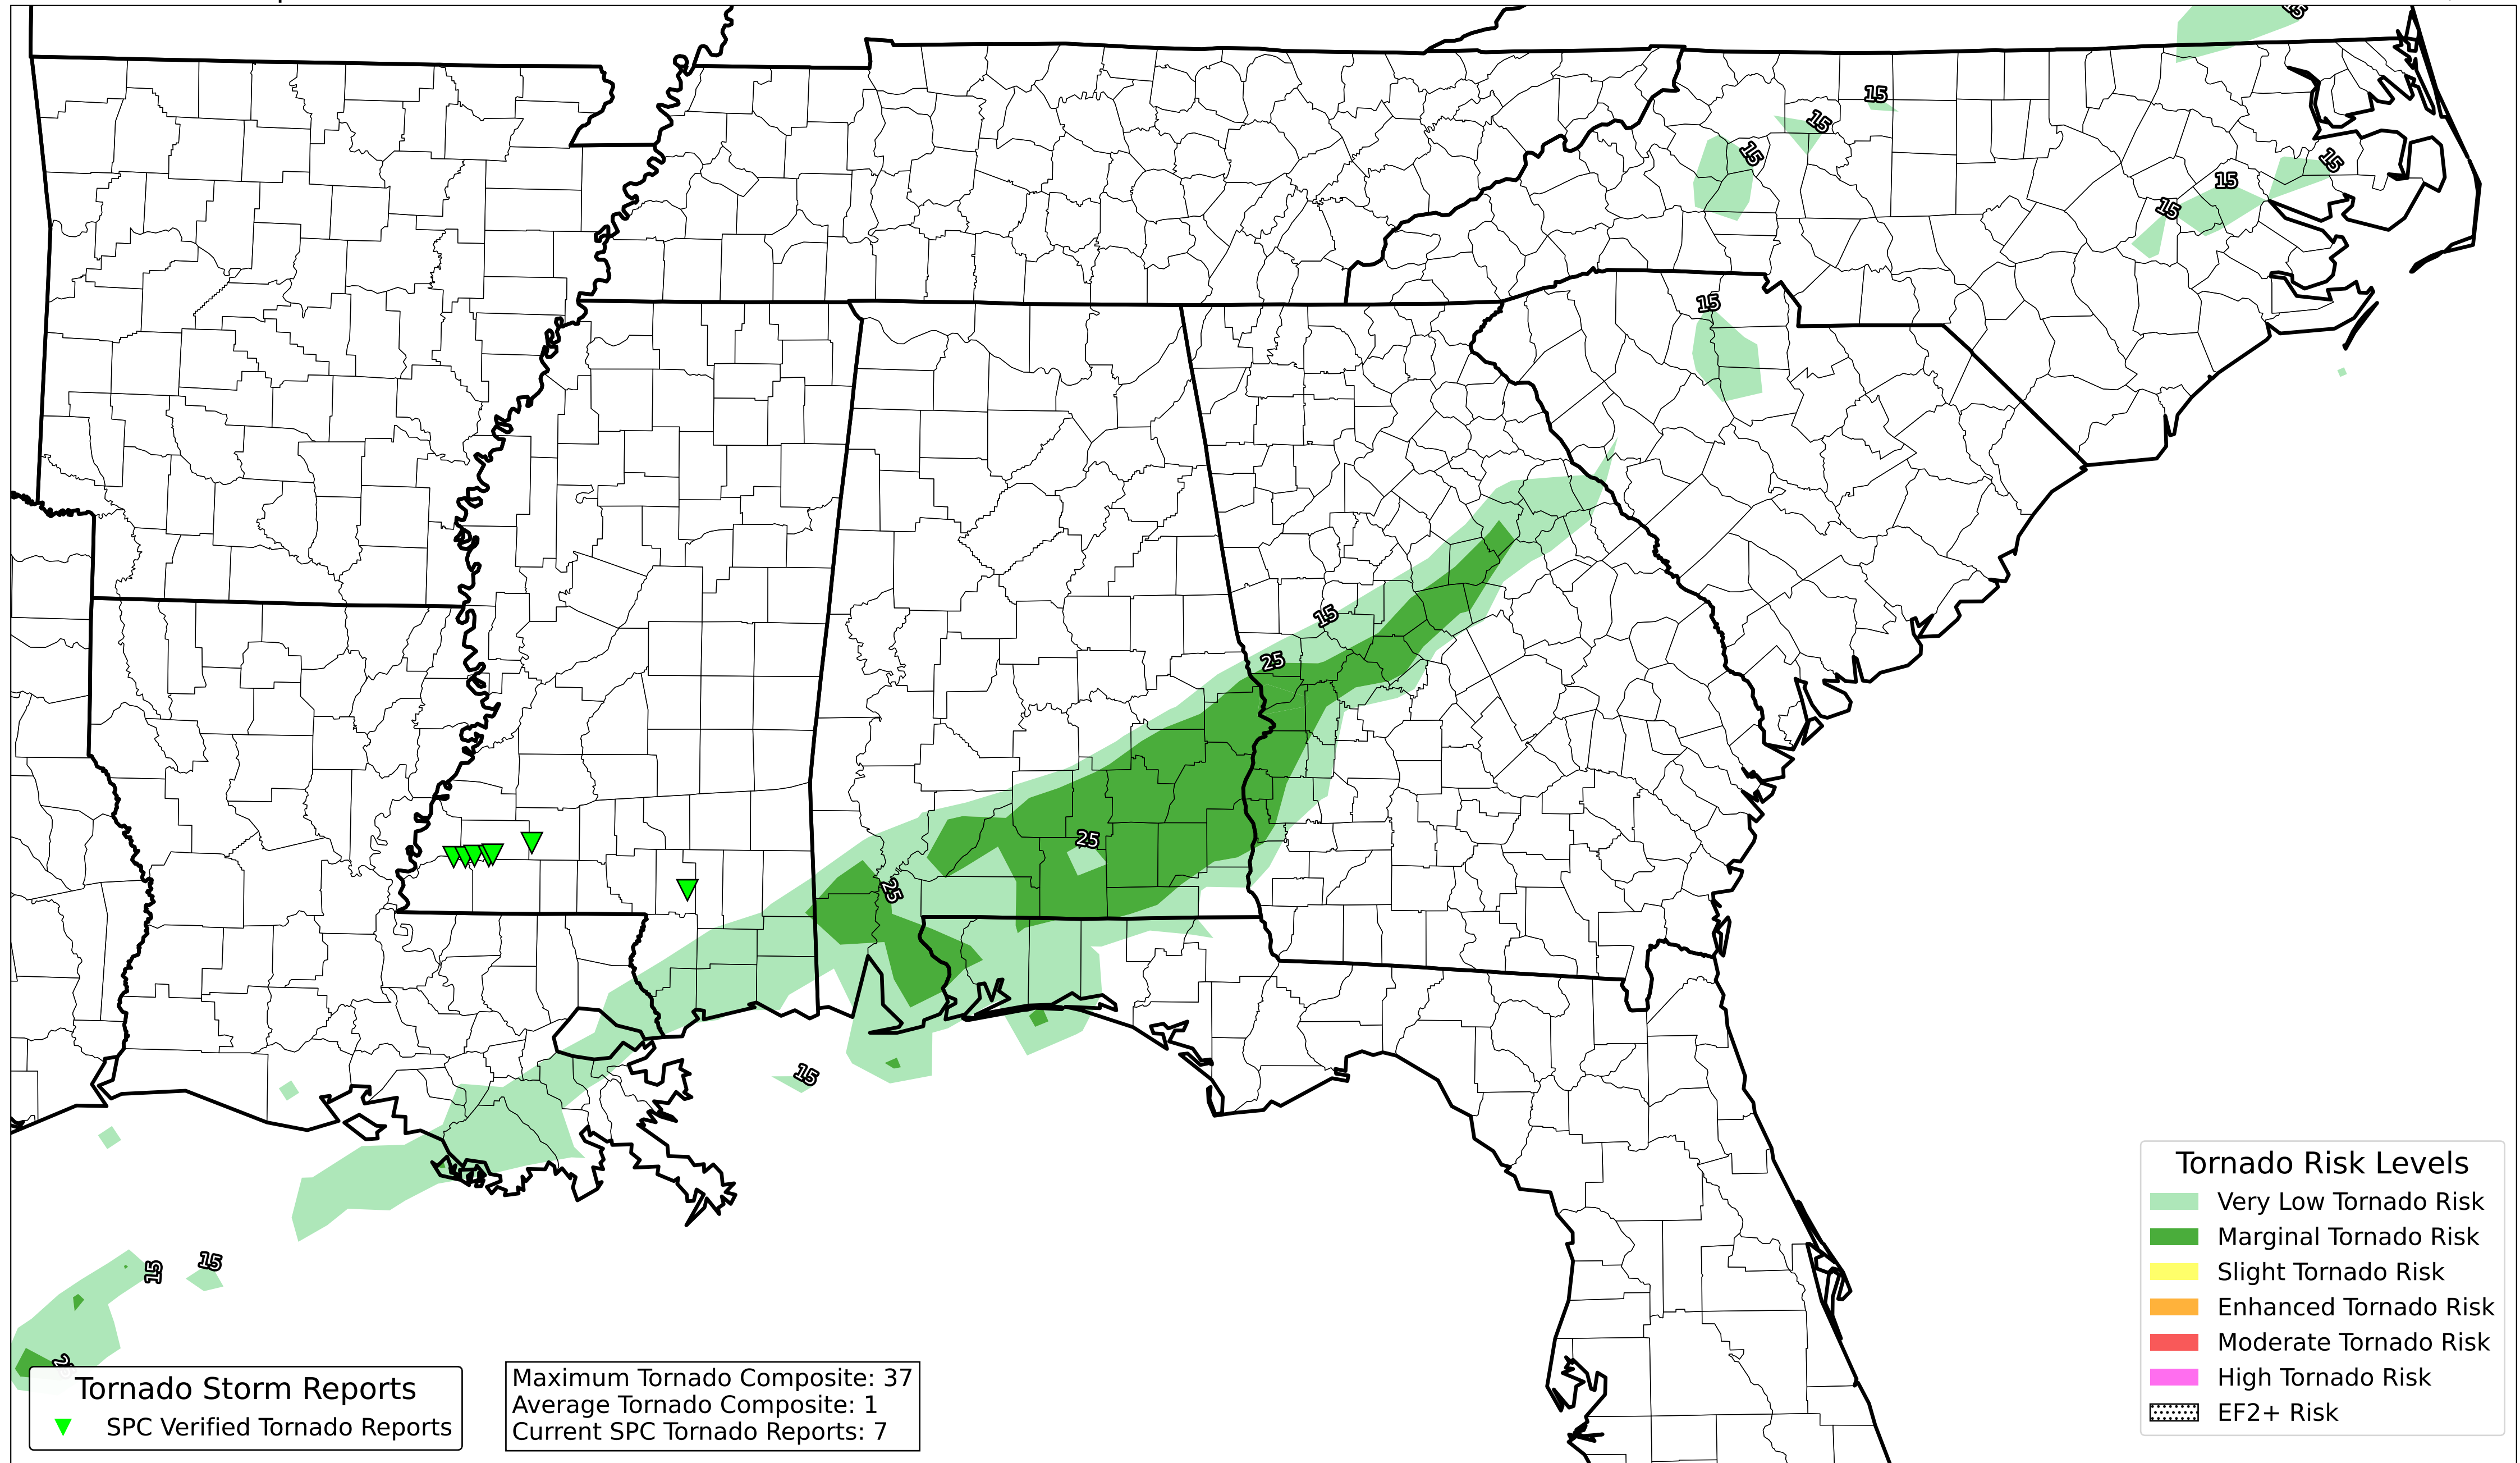 15
15
15
15
15
15
15
15
15
25
25
25
15
15
15
Tornado Storm Reports
SPC Verified Tornado Reports
Maximum Tornado Composite: 37
Average Tornado Composite: 1
Current SPC Tornado Reports: 7
Tornado Risk Levels
Very Low Tornado Risk
Marginal Tornado Risk
Slight Tornado Risk
Enhanced Tornado Risk
Moderate Tornado Risk
High Tornado Risk
EF2+ Risk